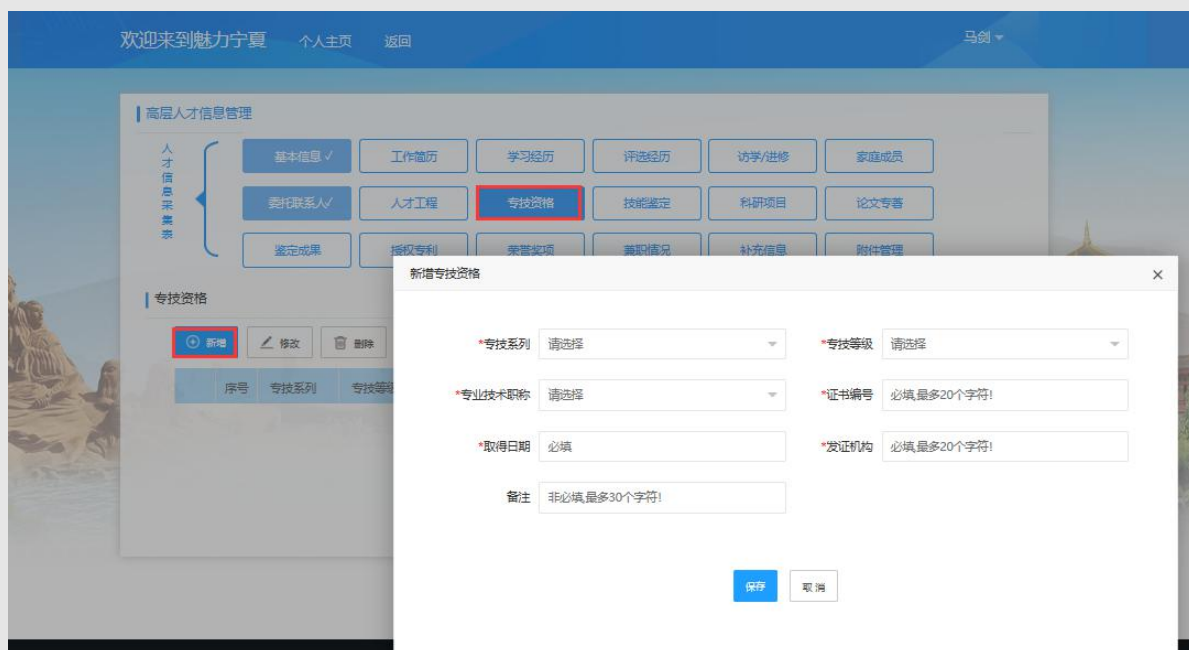 欢迎来到魅力宁夏 个人主页 返回 马剑
高层人才信息管理
人才信息采集表
基本信息√ 工作简历 学习经历 评选经历 访学/进修 家庭成员
委托联系人√ 人才工程 专技资格 技能鉴定 科研项目 论文专著
鉴定成果 授权专利 荣誉奖项 兼职情况 补充信息 附件管理
新增专技资格 ×
专技资格
新增 修改 删除
序号 专技系列 专技等级
*专技系列 请选择 *专技等级 请选择
*专业技术职称 请选择 *证书编号 必填,最多20个字符!
*取得日期 必填 *发证机构 必填,最多20个字符!
备注 非必填,最多30个字符!
保存 取消